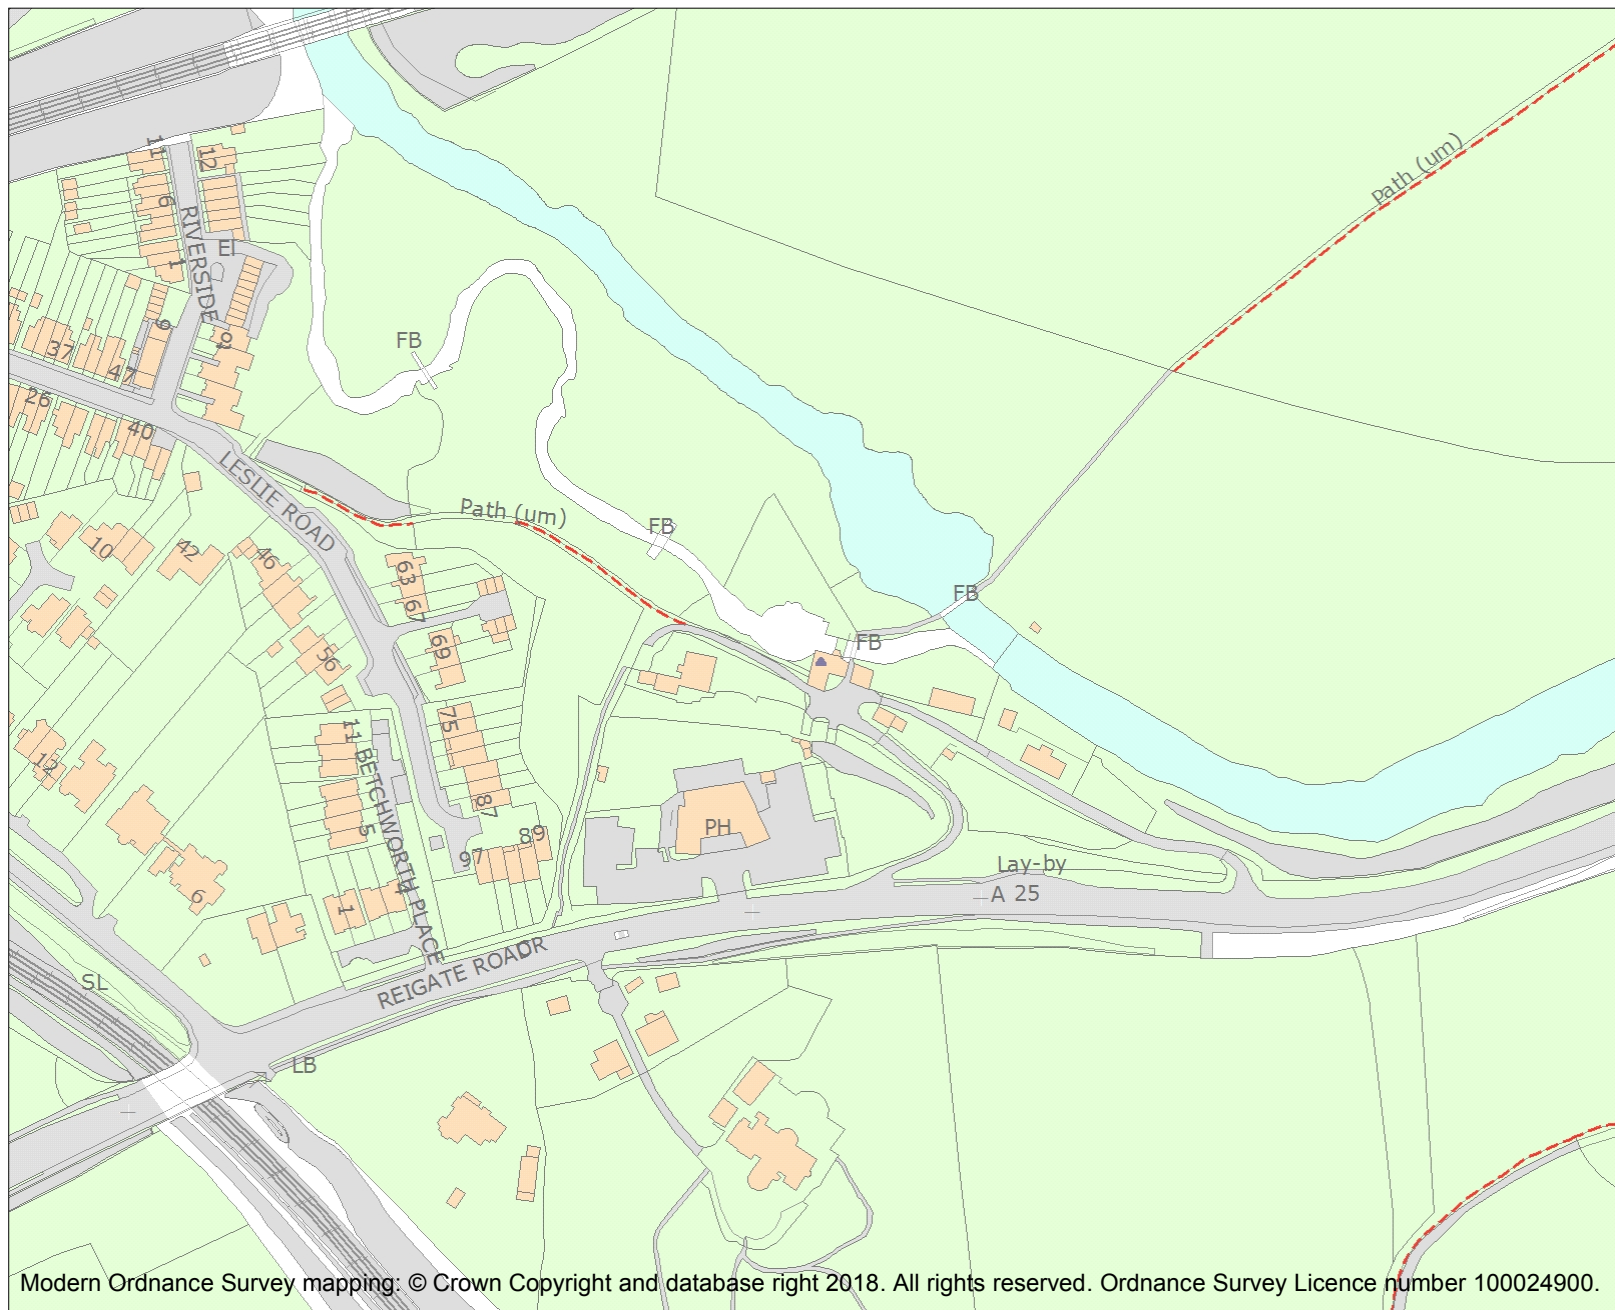 Path (um)
11
12
6
RIVERSIDE
El
1
9
9
37
47
26
40
FB
LESLIE ROAD
Path (um)
FB
10
42
46
63
67
FB
56
69
FB
75
11
BETCHWORTH PLACE
12
5
87
PH
89
97
Lay-by
A 25
6
1
4
REIGATE ROAD
SL
LB
Modern Ordnance Survey mapping: © Crown Copyright and database right 2018. All rights reserved. Ordnance Survey Licence number 100024900.